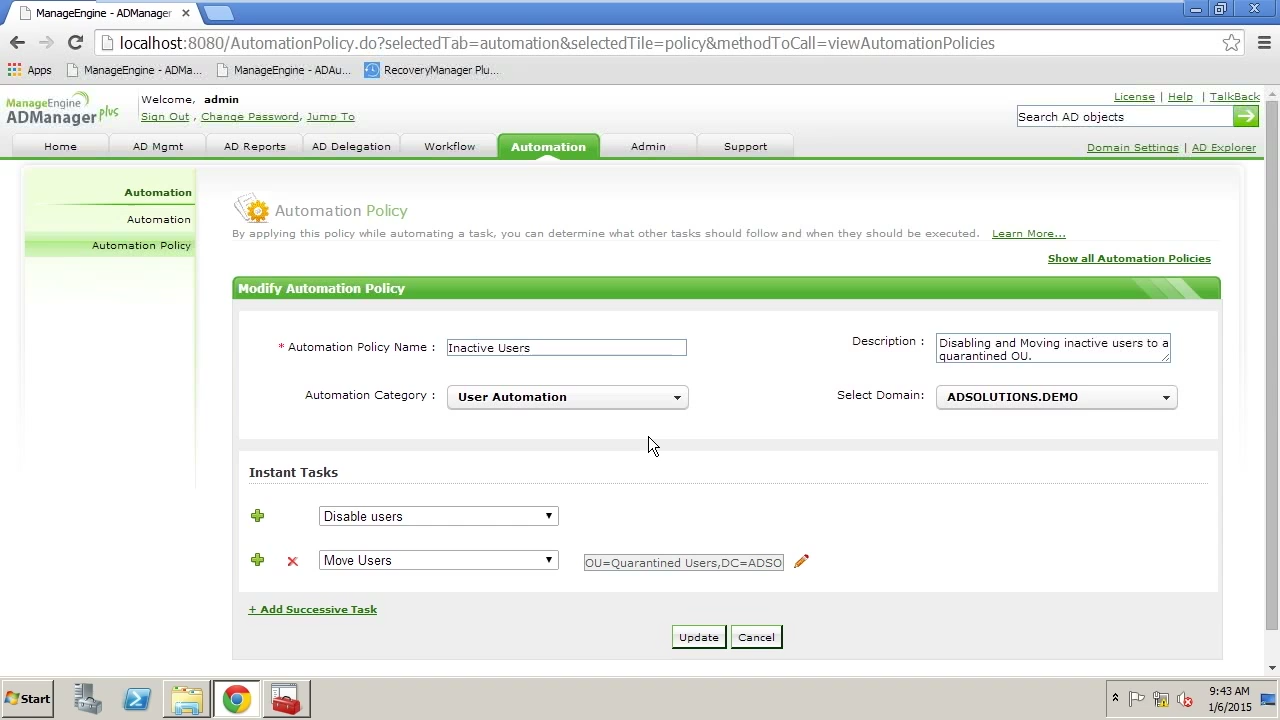 ManageEngine - ADManager
localhost:8080/AutomationPolicy.do?selectedTab=automation&selectedTile=policy&methodToCall=viewAutomationPolicies
Apps ManageEngine - ADMa... ManageEngine - ADAu... RecoveryManager Plu...
ManageEngine
ADManager plus
Welcome, admin
Sign Out , Change Password, Jump To
License | Help | TalkBack
Search AD objects
Home AD Mgmt AD Reports AD Delegation Workflow Automation Admin Support
Domain Settings | AD Explorer
Automation
Automation
Automation Policy
Automation Policy
By applying this policy while automating a task, you can determine what other tasks should follow and when they should be executed. Learn More...
Show all Automation Policies
Modify Automation Policy
* Automation Policy Name : Inactive Users
Description : Disabling and Moving inactive users to a
quarantined OU.
Automation Category : User Automation
Select Domain: ADSOLUTIONS.DEMO
Instant Tasks
Disable users
Move Users OU=Quarantined Users,DC=ADSO
+ Add Successive Task
Update Cancel
Start
9:43 AM
1/6/2015